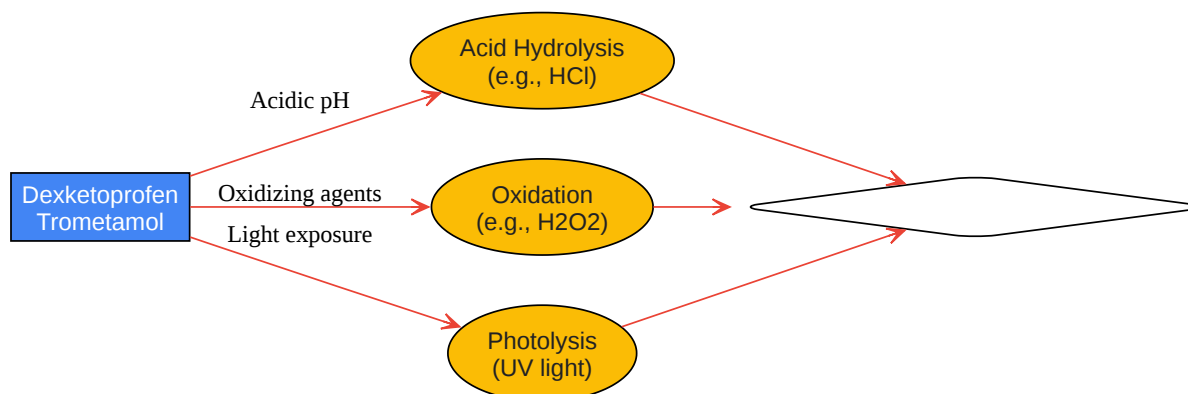 Acid Hydrolysis
(e.g., HCl)
Acidic pH
Dexketoprofen
Trometamol
Oxidizing agents
Oxidation
(e.g., H2O2)
Light exposure
Photolysis
(UV light)